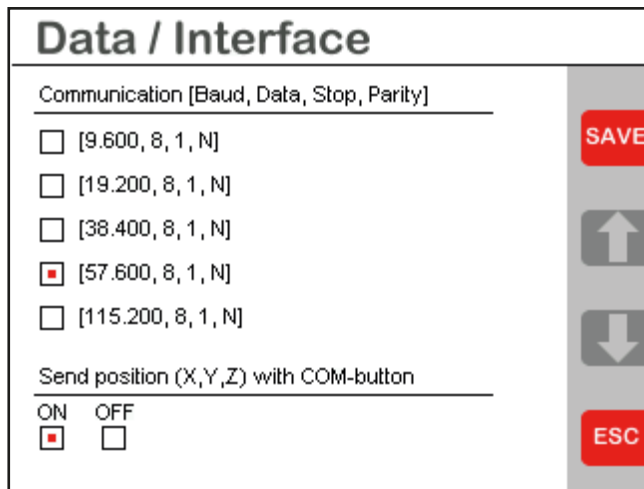 Data / Interface
Communication [Baud, Data, Stop, Parity]
[9.600, 8, 1, N]
SAVE
[19.200, 8, 1, N]
[38.400, 8, 1, N]
[57.600, 8, 1, N]
[115.200, 8, 1, N]
Send position (X,Y,Z) with COM-button
ON OFF
ESC